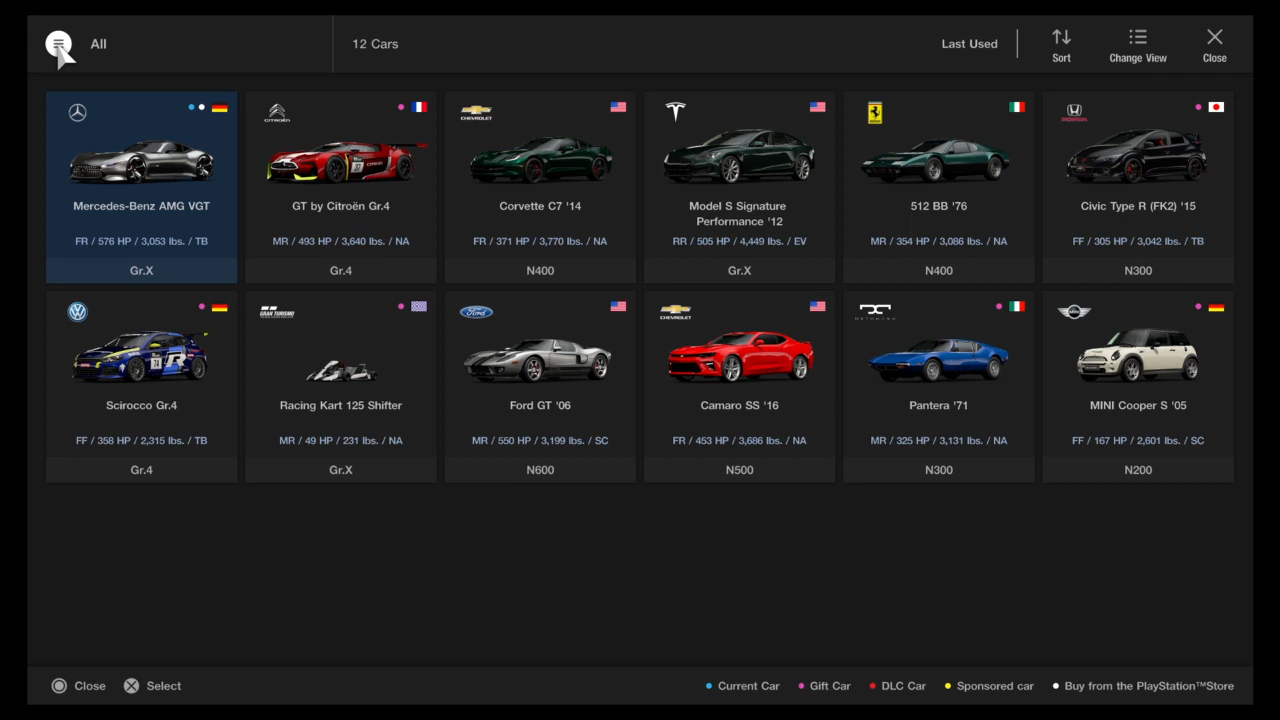 All
12 Cars
Last Used
Sort
Change View
Close
Mercedes-Benz AMG VGT
FR / 576 HP / 3,053 lbs. / TB
Gr.X
CITROËN
GT by Citroën Gr.4
MR / 493 HP / 3,640 lbs. / NA
Gr.4
CHEVROLET
Corvette C7 '14
FR / 371 HP / 3,770 lbs. / NA
N400
Model S Signature
Performance '12
RR / 505 HP / 4,449 lbs. / EV
Gr.X
512 BB '76
MR / 354 HP / 3,086 lbs. / NA
N400
HONDA
Civic Type R (FK2) '15
FF / 305 HP / 3,042 lbs. / TB
N300
Scirocco Gr.4
FF / 358 HP / 2,315 lbs. / TB
Gr.4
GRAN TURISMO
Racing Kart 125 Shifter
MR / 49 HP / 231 lbs. / NA
Gr.X
Ford
Ford GT '06
MR / 550 HP / 3,199 lbs. / SC
N600
CHEVROLET
Camaro SS '16
FR / 453 HP / 3,686 lbs. / NA
N500
Pantera '71
MR / 325 HP / 3,131 lbs. / NA
N300
MINI
MINI Cooper S '05
FF / 167 HP / 2,601 lbs. / SC
N200
Close
Select
Current Car
Gift Car
DLC Car
Sponsored car
Buy from the PlayStation™Store